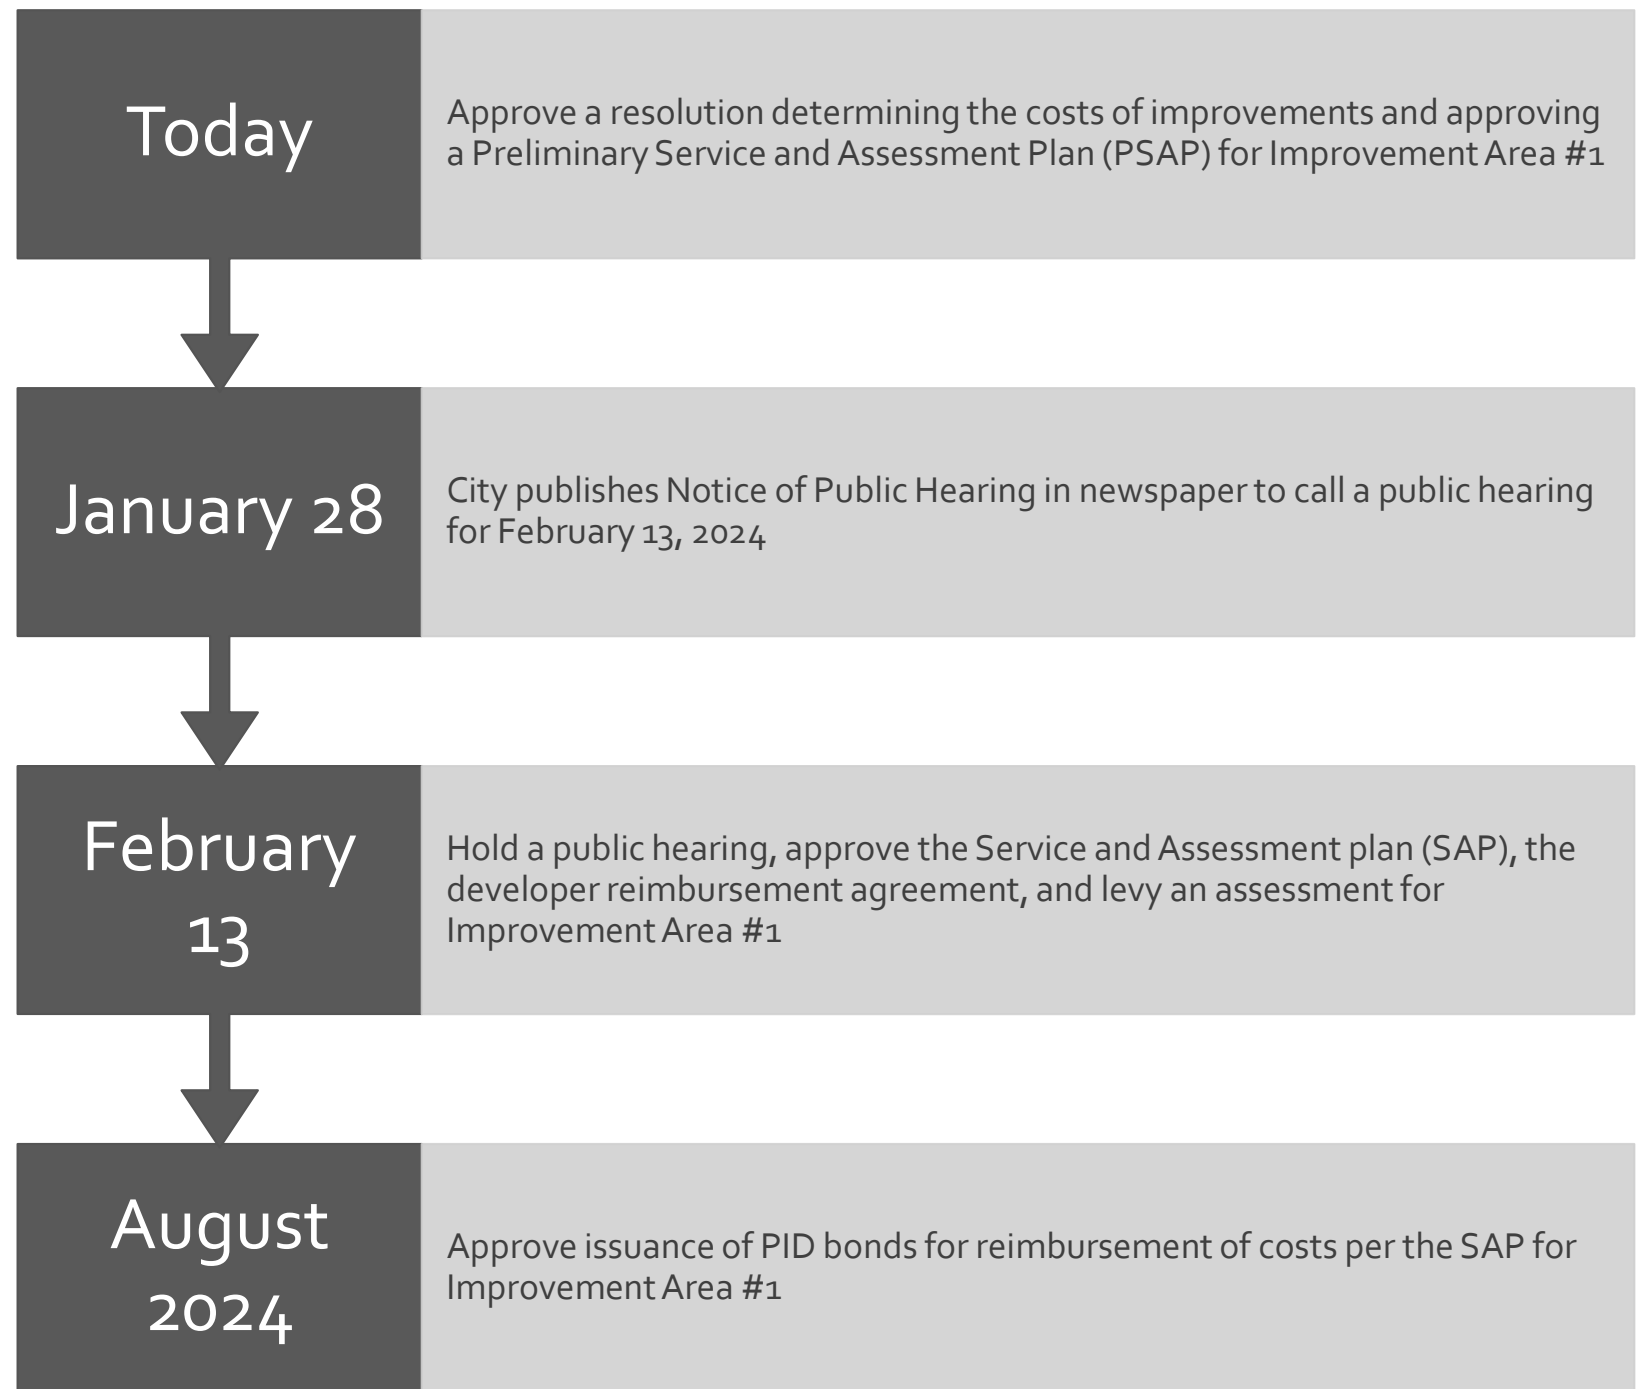 Today
Approve a resolution determining the costs of improvements and approving
a Preliminary Service and Assessment Plan (PSAP) for Improvement Area #1
January 28
City publishes Notice of Public Hearing in newspaper to call a public hearing
for February 13, 2024
February
13
Hold a public hearing, approve the Service and Assessment plan (SAP), the
developer reimbursement agreement, and levy an assessment for
Improvement Area #1
August
2024
Approve issuance of PID bonds for reimbursement of costs per the SAP for
Improvement Area #1